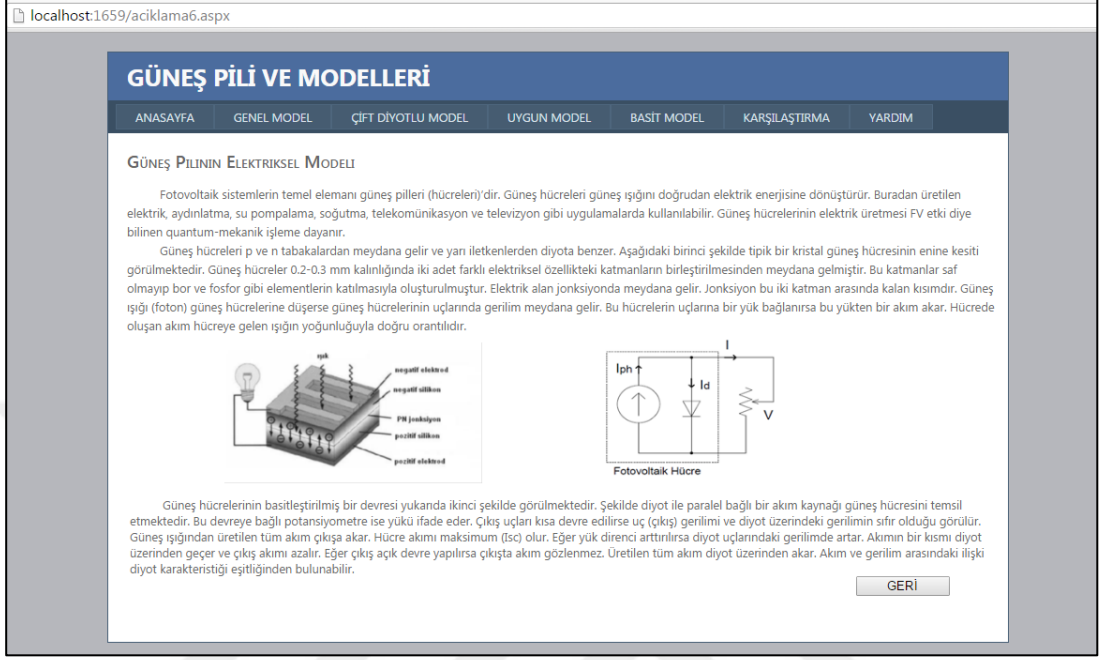 localhost:1659/aciklama6.aspx
GÜNEŞ PİLİ VE MODELLERİ
ANASAYFA GENEL MODEL ÇİFT DİYOTLU MODEL UYGUN MODEL BASİT MODEL KARŞILAŞTIRMA YARDIM
Güneş Pilinin Elektriksel Modeli
Fotovoltaik sistemlerin temel elemanı güneş pilleri (hücreleri)'dir. Güneş hücreleri güneş ışığını doğrudan elektrik enerjisine dönüştürür. Buradan üretilen
elektrik, aydınlatma, su pompalama, soğutma, telekomünikasyon ve televizyon gibi uygulamalarda kullanılabilir. Güneş hücrelerinin elektrik üretmesi FV etki diye
bilinen quantum-mekanik işleme dayanır.
Güneş hücreleri p ve n tabakalardan meydana gelir ve yarı iletkenlerden diyota benzer. Aşağıdaki birinci şekilde tipik bir kristal güneş hücresinin enine kesiti
görülmektedir. Güneş hücreler 0.2-0.3 mm kalınlığında iki adet farklı elektriksel özellikteki katmanların birleştirilmesinden meydana gelmiştir. Bu katmanlar saf
olmayıp bor ve fosfor gibi elementlerin katılmasıyla oluşturulmuştur. Elektrik alan jonksiyonda meydana gelir. Jonksiyon bu iki katman arasında kalan kısımdır. Güneş
ışığı (foton) güneş hücrelerine düşerse güneş hücrelerinin uçlarında gerilim meydana gelir. Bu hücrelerin uçlarına bir yük bağlanırsa bu yükten bir akım akar. Hücrede
oluşan akım hücreye gelen ışığın yoğunluğuyla doğru orantılıdır.
ışık
negatif elektrod
negatif silikon
PN jonksiyon
pozitif silikon
pozitif elektrod
I
Iph
Id
V
Fotovoltaik Hücre
Güneş hücrelerinin basitleştirilmiş bir devresi yukarıda ikinci şekilde görülmektedir. Şekilde diyot ile paralel bağlı bir akım kaynağı güneş hücresini temsil
etmektedir. Bu devreye bağlı potansiyometre ise yükü ifade eder. Çıkış uçları kısa devre edilirse uç (çıkış) gerilimi ve diyot üzerindeki gerilimin sıfır olduğu görülür.
Güneş ışığından üretilen tüm akım çıkışa akar. Hücre akımı maksimum (Isc) olur. Eğer yük direnci arttırılırsa diyot uçlarındaki gerilimde artar. Akımın bir kısmı diyot
üzerinden geçer ve çıkış akımı azalır. Eğer çıkış açık devre yapılırsa çıkışta akım gözlenmez. Üretilen tüm akım diyot üzerinden akar. Akım ve gerilim arasındaki ilişki
diyot karakteristiği eşitliğinden bulunabilir.
GERİ